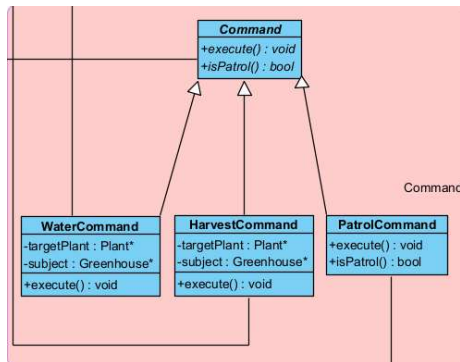 Command
+execute() : void
+isPatrol() : bool
Command
WaterCommand
-targetPlant : Plant*
-subject : Greenhouse*
+execute() : void
HarvestCommand
-targetPlant : Plant*
-subject : Greenhouse*
+execute() : void
PatrolCommand
+execute() : void
+isPatrol() : bool